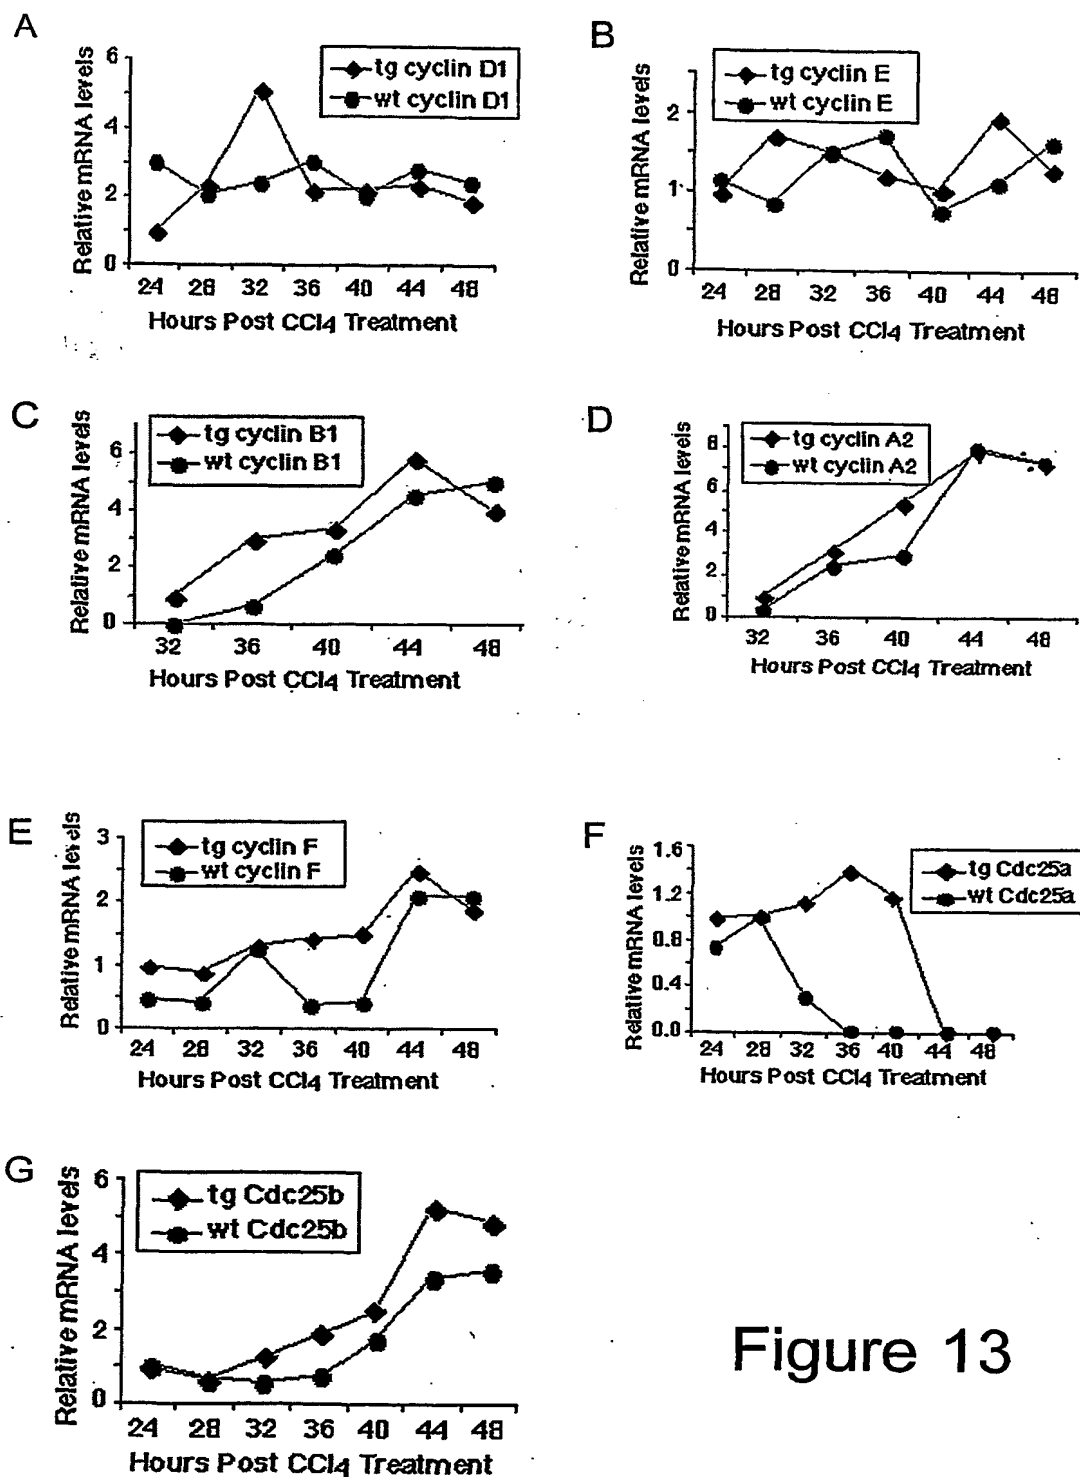 A
Relative mRNA levels
6
4
2
0
tg cyclin D1
wt cyclin D1
24 28 32 36 40 44 48
Hours Post CCl4 Treatment
B
Relative mRNA levels
2
1
0
tg cyclin E
wt cyclin E
24 28 32 36 40 44 48
Hours Post CCl4 Treatment
C
Relative mRNA levels
6
4
2
0
tg cyclin B1
wt cyclin B1
32 36 40 44 48
Hours Post CCl4 Treatment
D
Relative mRNA levels
8
6
4
2
0
tg cyclin A2
wt cyclin A2
32 36 40 44 48
Hours Post CCl4 Treatment
E
Relative mRNA levels
3
2
1
0
tg cyclin F
wt cyclin F
24 28 32 36 40 44 48
Hours Post CCl4 Treatment
F
Relative mRNA levels
1.6
1.2
0.8
0.4
0.0
tg Cdc25a
wt Cdc25a
24 28 32 36 40 44 48
Hours Post CCl4 Treatment
G
Relative mRNA levels
6
4
2
0
tg Cdc25b
wt Cdc25b
24 28 32 36 40 44 48
Hours Post CCl4 Treatment
Figure 13